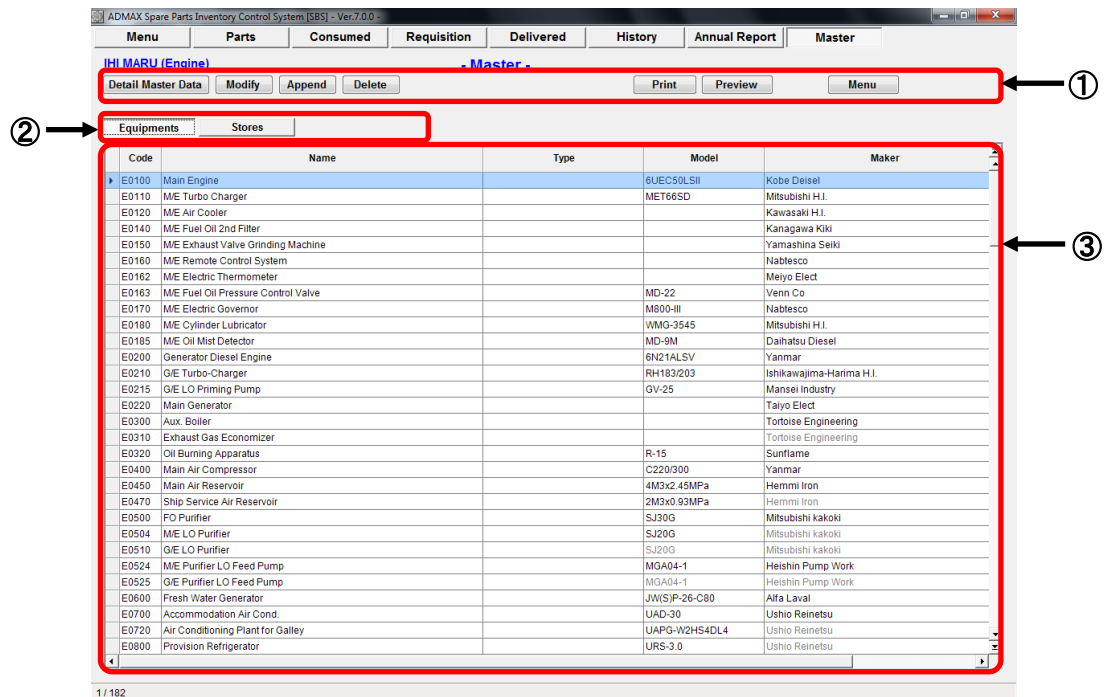 ADMAX Spare Parts Inventory Control System [SBS] - Ver.7.0.0 -
Menu Parts Consumed Requisition Delivered History Annual Report Master
IHI MARU (Engine) - Master -
Detail Master Data Modify Append Delete Print Preview Menu
①
②
Equipments Stores
Code Name Type Model Maker
E0100 Main Engine 6UEC50LSII Kobe Deisel
E0110 M/E Turbo Charger MET66SD Mitsubishi H.I.
E0120 M/E Air Cooler Kawasaki H.I.
E0140 M/E Fuel Oil 2nd Filter Kanagawa Kiki
③
E0150 M/E Exhaust Valve Grinding Machine Yamashina Seiki
E0160 M/E Remote Control System Nabtesco
E0162 M/E Electric Thermometer Meiyo Elect
E0163 M/E Fuel Oil Pressure Control Valve MD-22 Venn Co
E0170 M/E Electric Governor M800-III Nabtesco
E0180 M/E Cylinder Lubricator WMG-3545 Mitsubishi H.I.
E0185 M/E Oil Mist Detector MD-9M Daihatsu Diesel
E0200 Generator Diesel Engine 6N21ALSV Yanmar
E0210 G/E Turbo-Charger RH183/203 Ishikawajima-Harima H.I.
E0215 G/E LO Priming Pump GV-25 Mansei Industry
E0220 Main Generator Taiyo Elect
E0300 Aux. Boiler Tortoise Engineering
E0310 Exhaust Gas Economizer Tortoise Engineering
E0320 Oil Burning Apparatus R-15 Sunflame
E0400 Main Air Compressor C220/300 Yanmar
E0450 Main Air Reservoir 4M3x2.45MPa Hemmi Iron
E0470 Ship Service Air Reservoir 2M3x0.93MPa Hemmi Iron
E0500 FO Purifier SJ30G Mitsubishi kakoki
E0504 M/E LO Purifier SJ20G Mitsubishi kakoki
E0510 G/E LO Purifier SJ20G Mitsubishi kakoki
E0524 M/E Purifier LO Feed Pump MGA04-1 Heishin Pump Work
E0525 G/E Purifier LO Feed Pump MGA04-1 Heishin Pump Work
E0600 Fresh Water Generator JW(S)P-26-C80 Alfa Laval
E0700 Accommodation Air Cond. UAD-30 Ushio Reinetsu
E0720 Air Conditioning Plant for Galley UAPG-W2HS4DL4 Ushio Reinetsu
E0800 Provision Refrigerator URS-3.0 Ushio Reinetsu
1 / 182